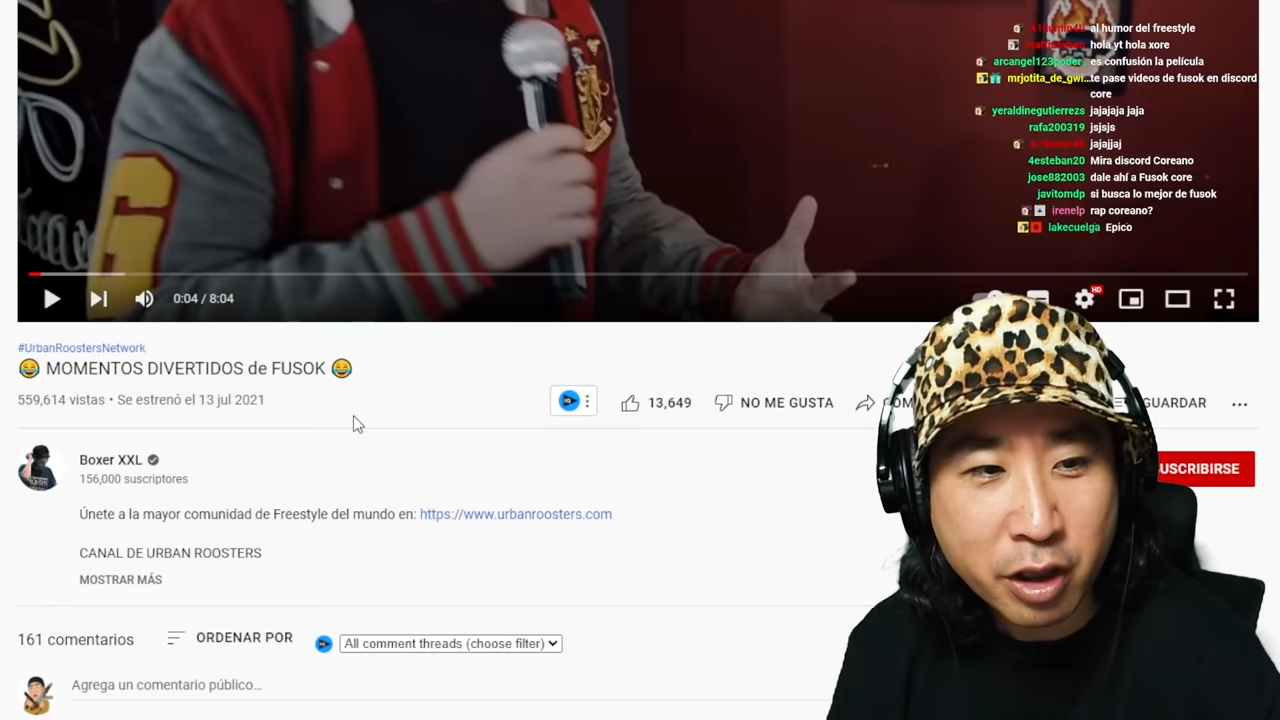 al humor del freestyle
hola yt hola xore
arcangel123poder... es confusión la película
mrjotita_de_gwi...te pase videos de fusok en discord
core
yeraldinegutierrezs jajajaja jaja
rafa200319 jsjsjs
jajajjaj
4esteban20 Mira discord Coreano
jose882003 dale ahí a Fusok core
javitomdp si busca lo mejor de fusok
irenelp rap coreano?
lakecuelga Epico
0:04 / 8:04
HD
#UrbanRoostersNetwork
😂 MOMENTOS DIVERTIDOS de FUSOK 😂
559,614 vistas • Se estrenó el 13 jul 2021
13,649
NO ME GUSTA
COM
GUARDAR
Boxer XXL
156,000 suscriptores
SUSCRIBIRSE
Únete a la mayor comunidad de Freestyle del mundo en: https://www.urbanroosters.com
CANAL DE URBAN ROOSTERS
MOSTRAR MÁS
161 comentarios
ORDENAR POR
All comment threads (choose filter)
Agrega un comentario público...